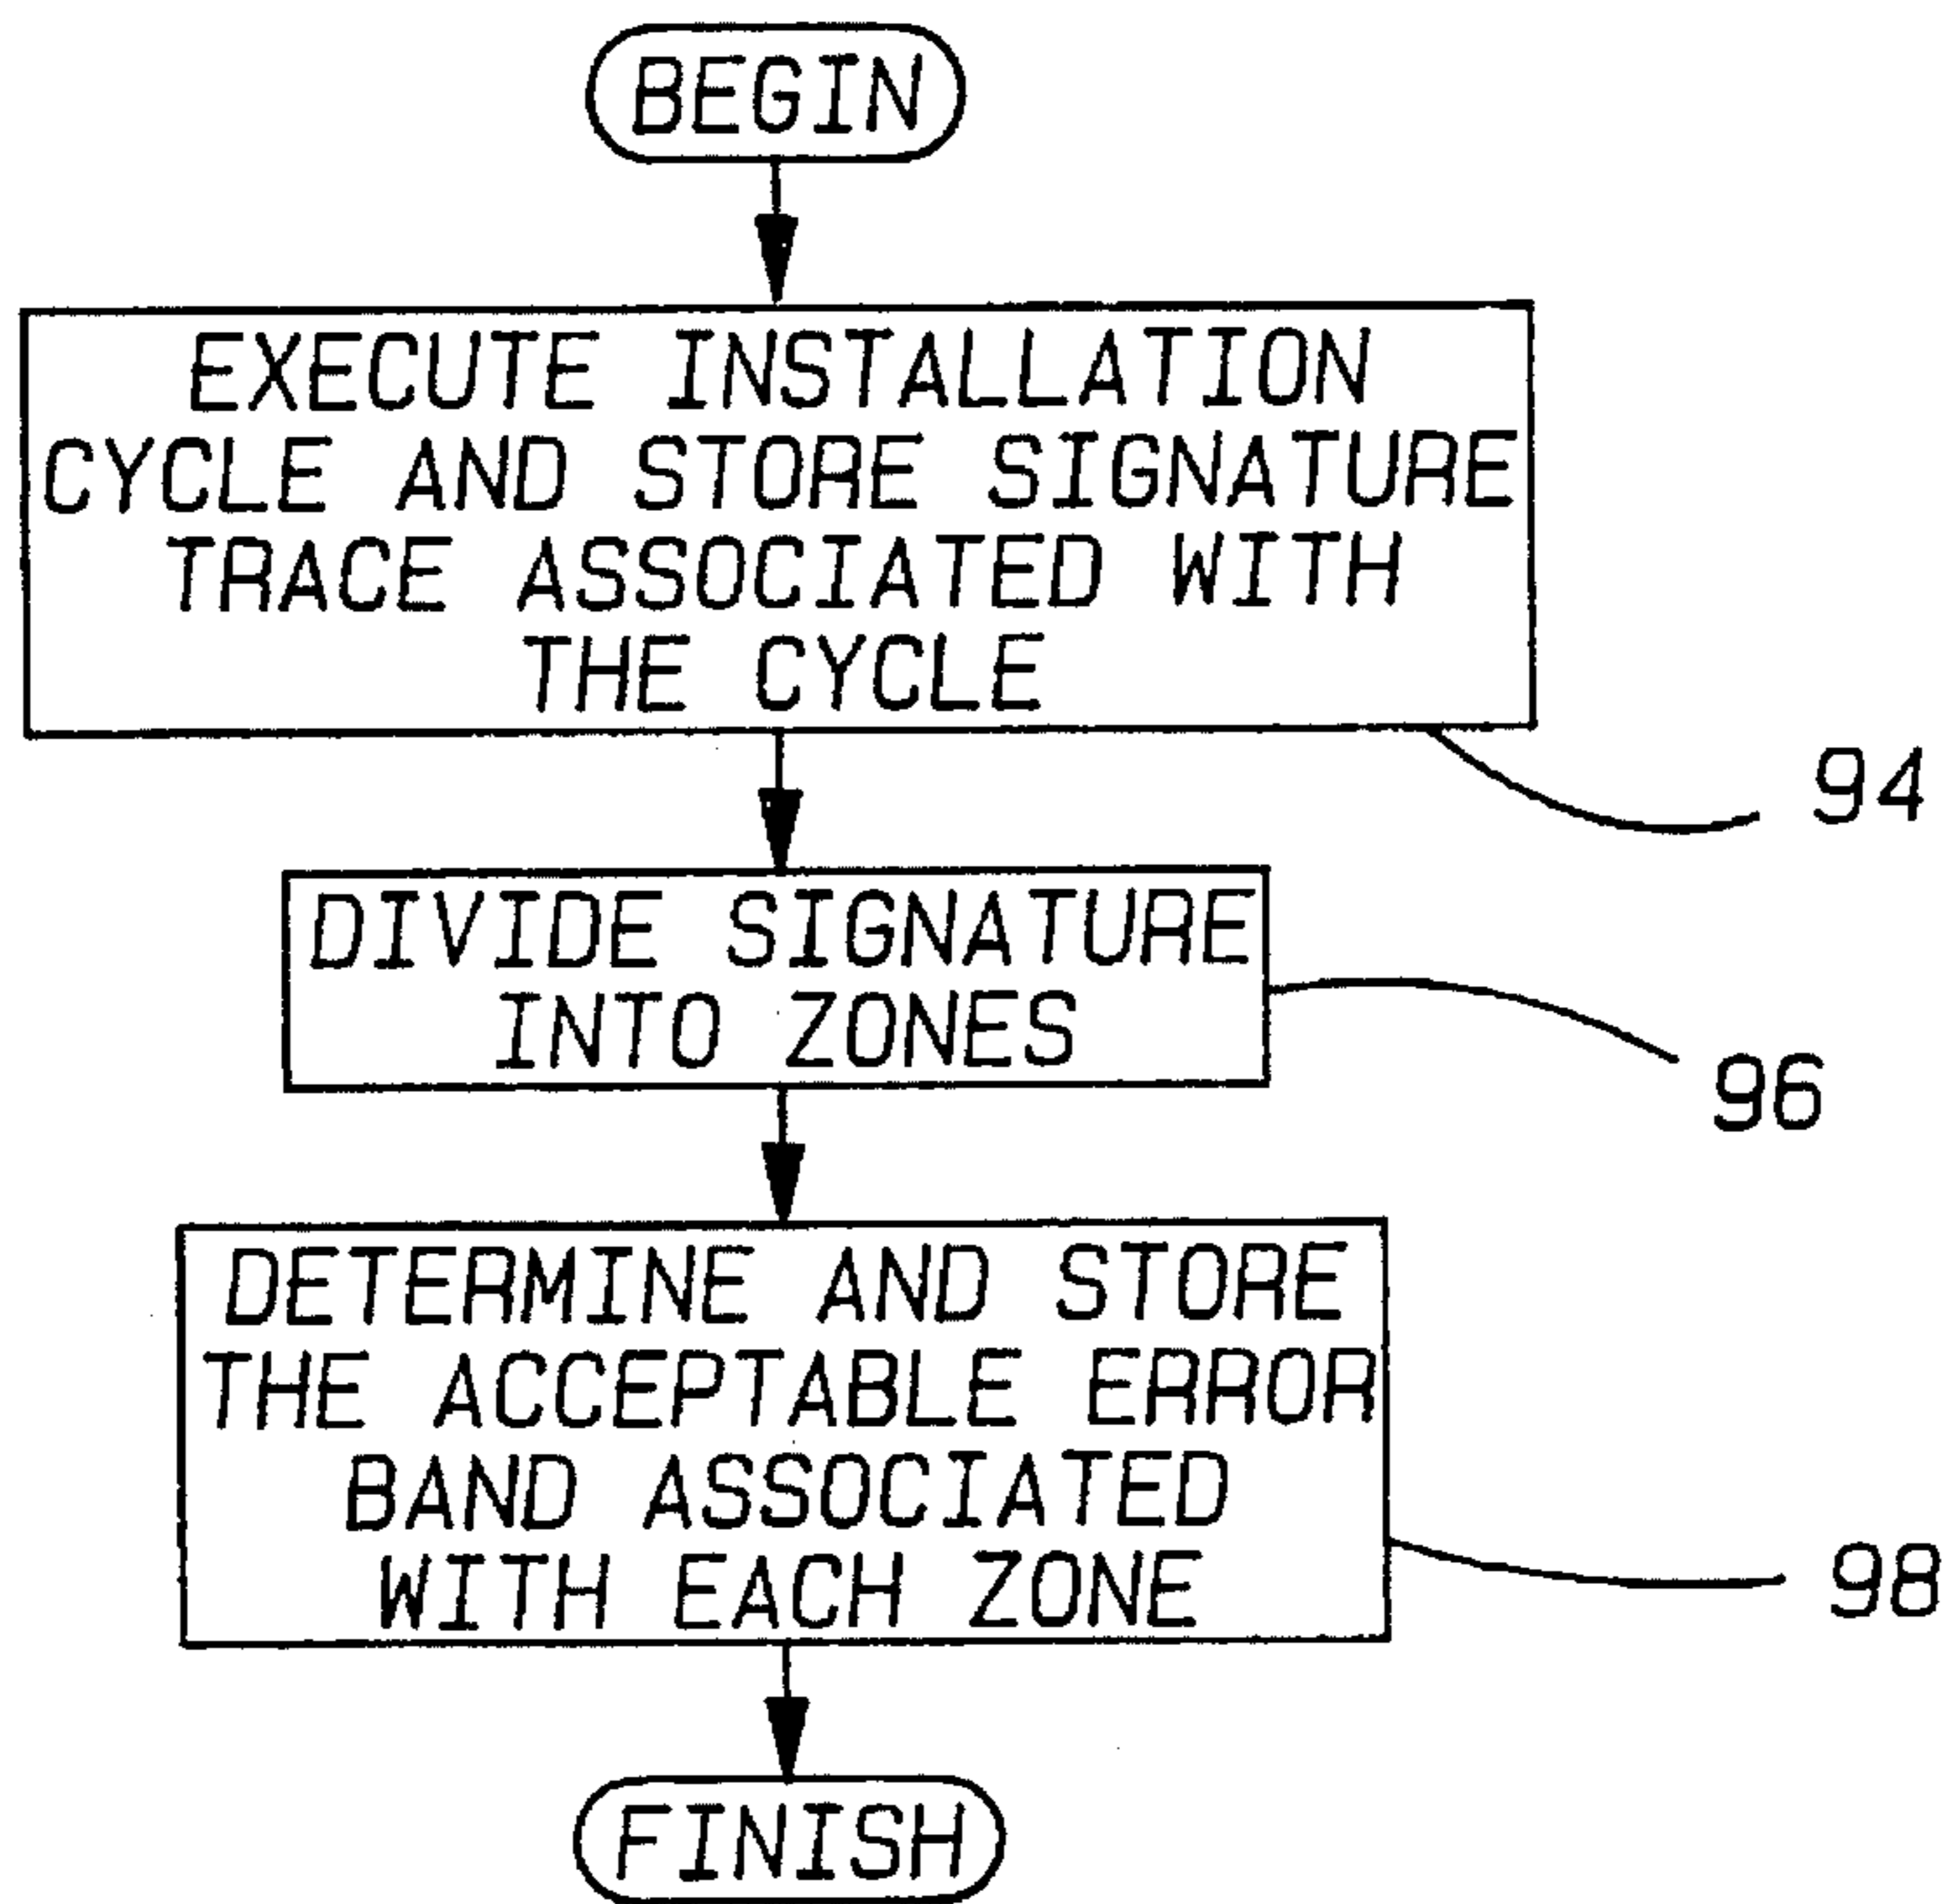 BEGIN
EXECUTE INSTALLATION
CYCLE AND STORE SIGNATURE
TRACE ASSOCIATED WITH
THE CYCLE
94
DIVIDE SIGNATURE
INTO ZONES
96
DETERMINE AND STORE
THE ACCEPTABLE ERROR
BAND ASSOCIATED
WITH EACH ZONE
98
FINISH